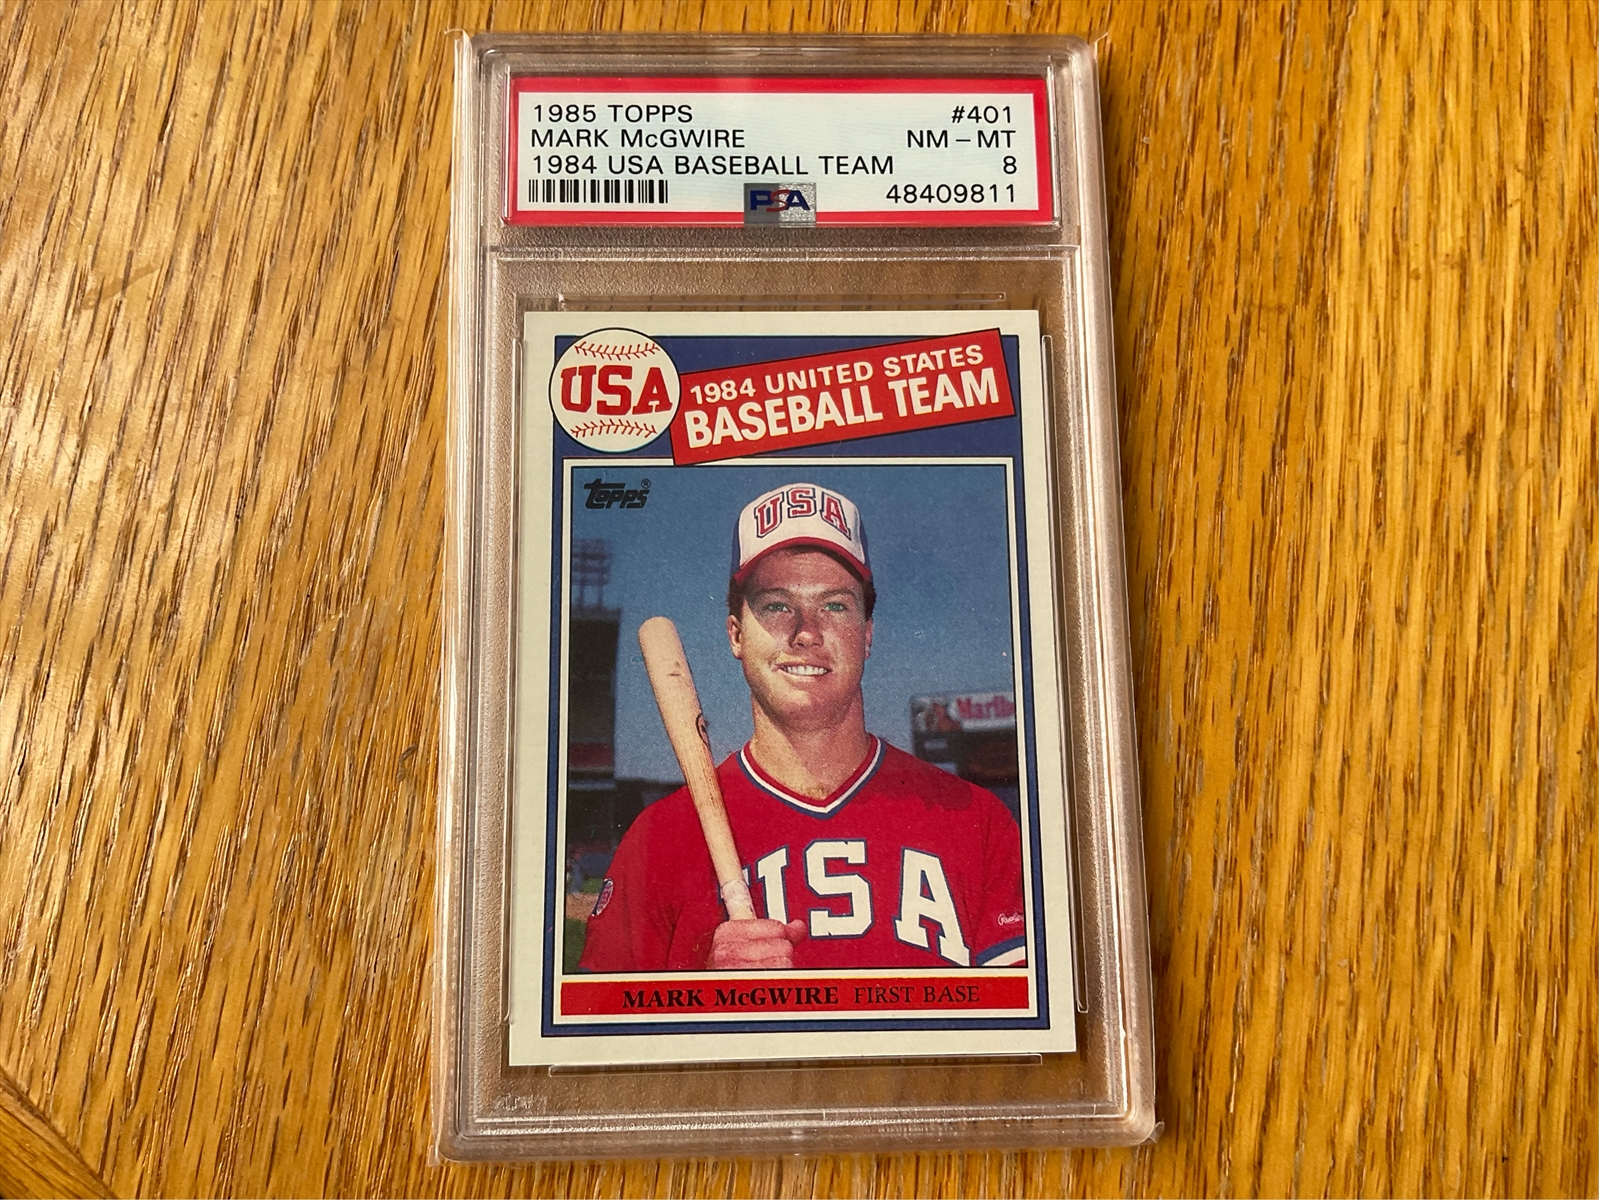 1985 TOPPS #401
MARK McGWIRE NM - MT
1984 USA BASEBALL TEAM 8
PSA 48409811
USA
1984 UNITED STATES
BASEBALL TEAM
Topps®
USA
USA
MARK McGWIRE FIRST BASE